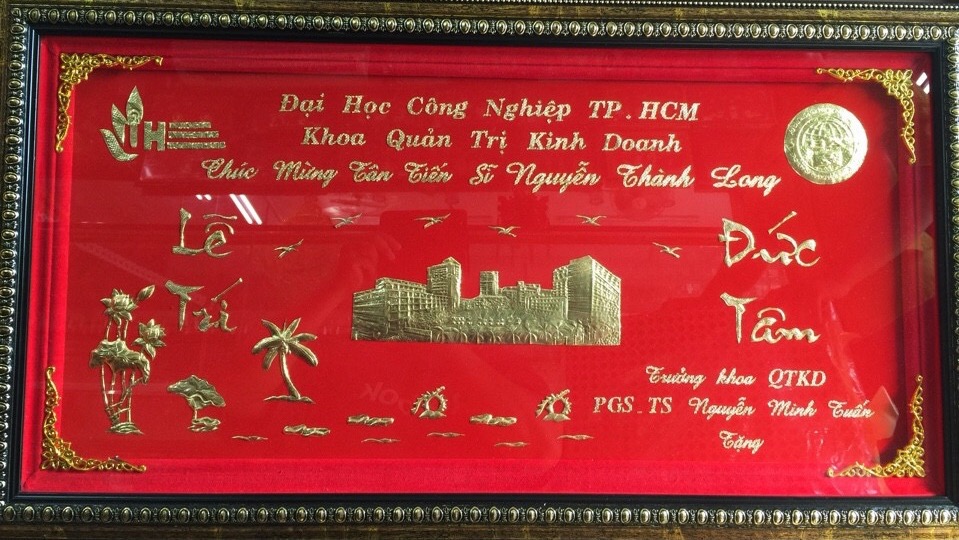 IUH
Đại Học Công Nghiệp TP.HCM
Khoa Quản Trị Kinh Doanh
Chúc Mừng Tân Tiến Sĩ Nguyễn Thành Long
Lễ
Trí
Đức
Tâm
Trưởng khoa QTKD
PGS_TS Nguyễn Minh Tuấn
Tặng